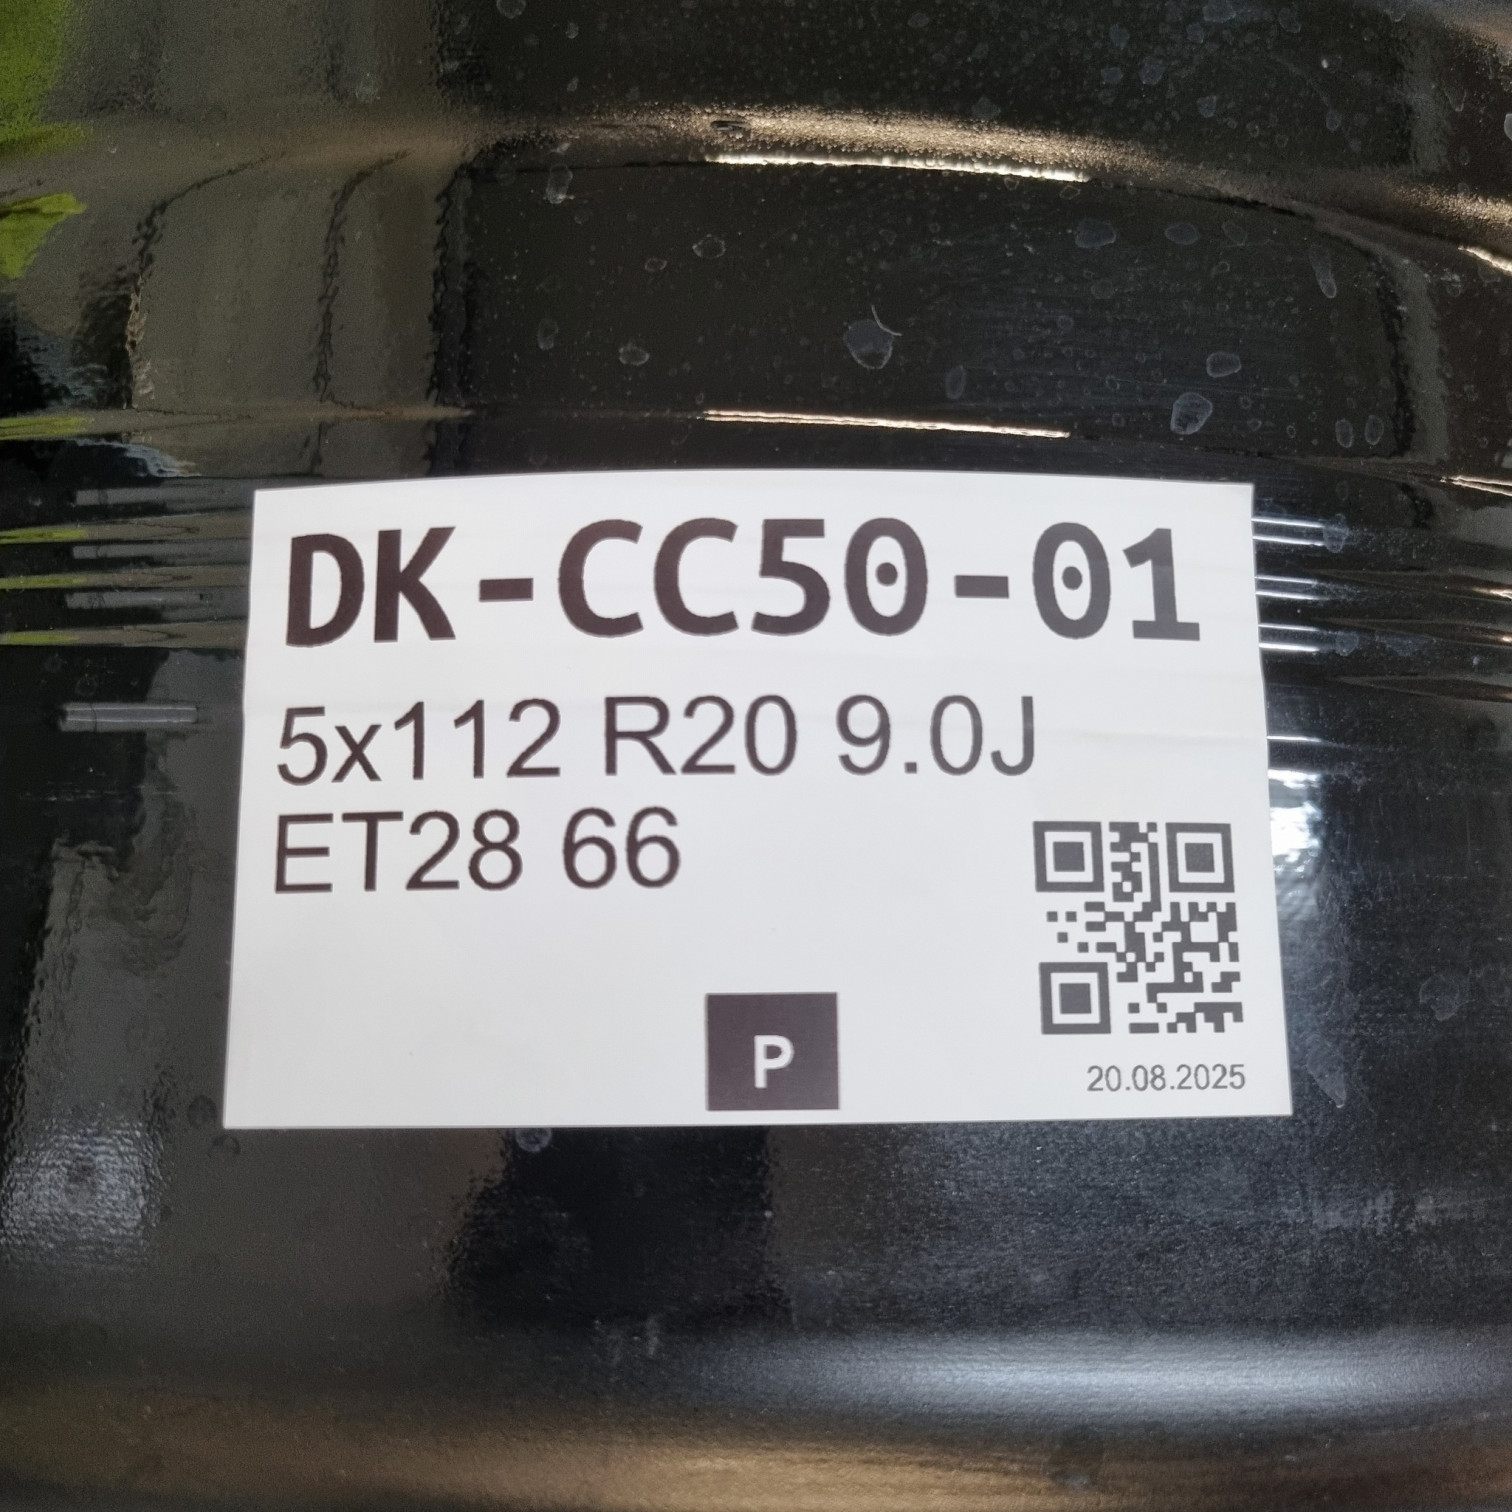 DK-CC50-01
5x112 R20 9.0J
ET28 66
P
20.08.2025